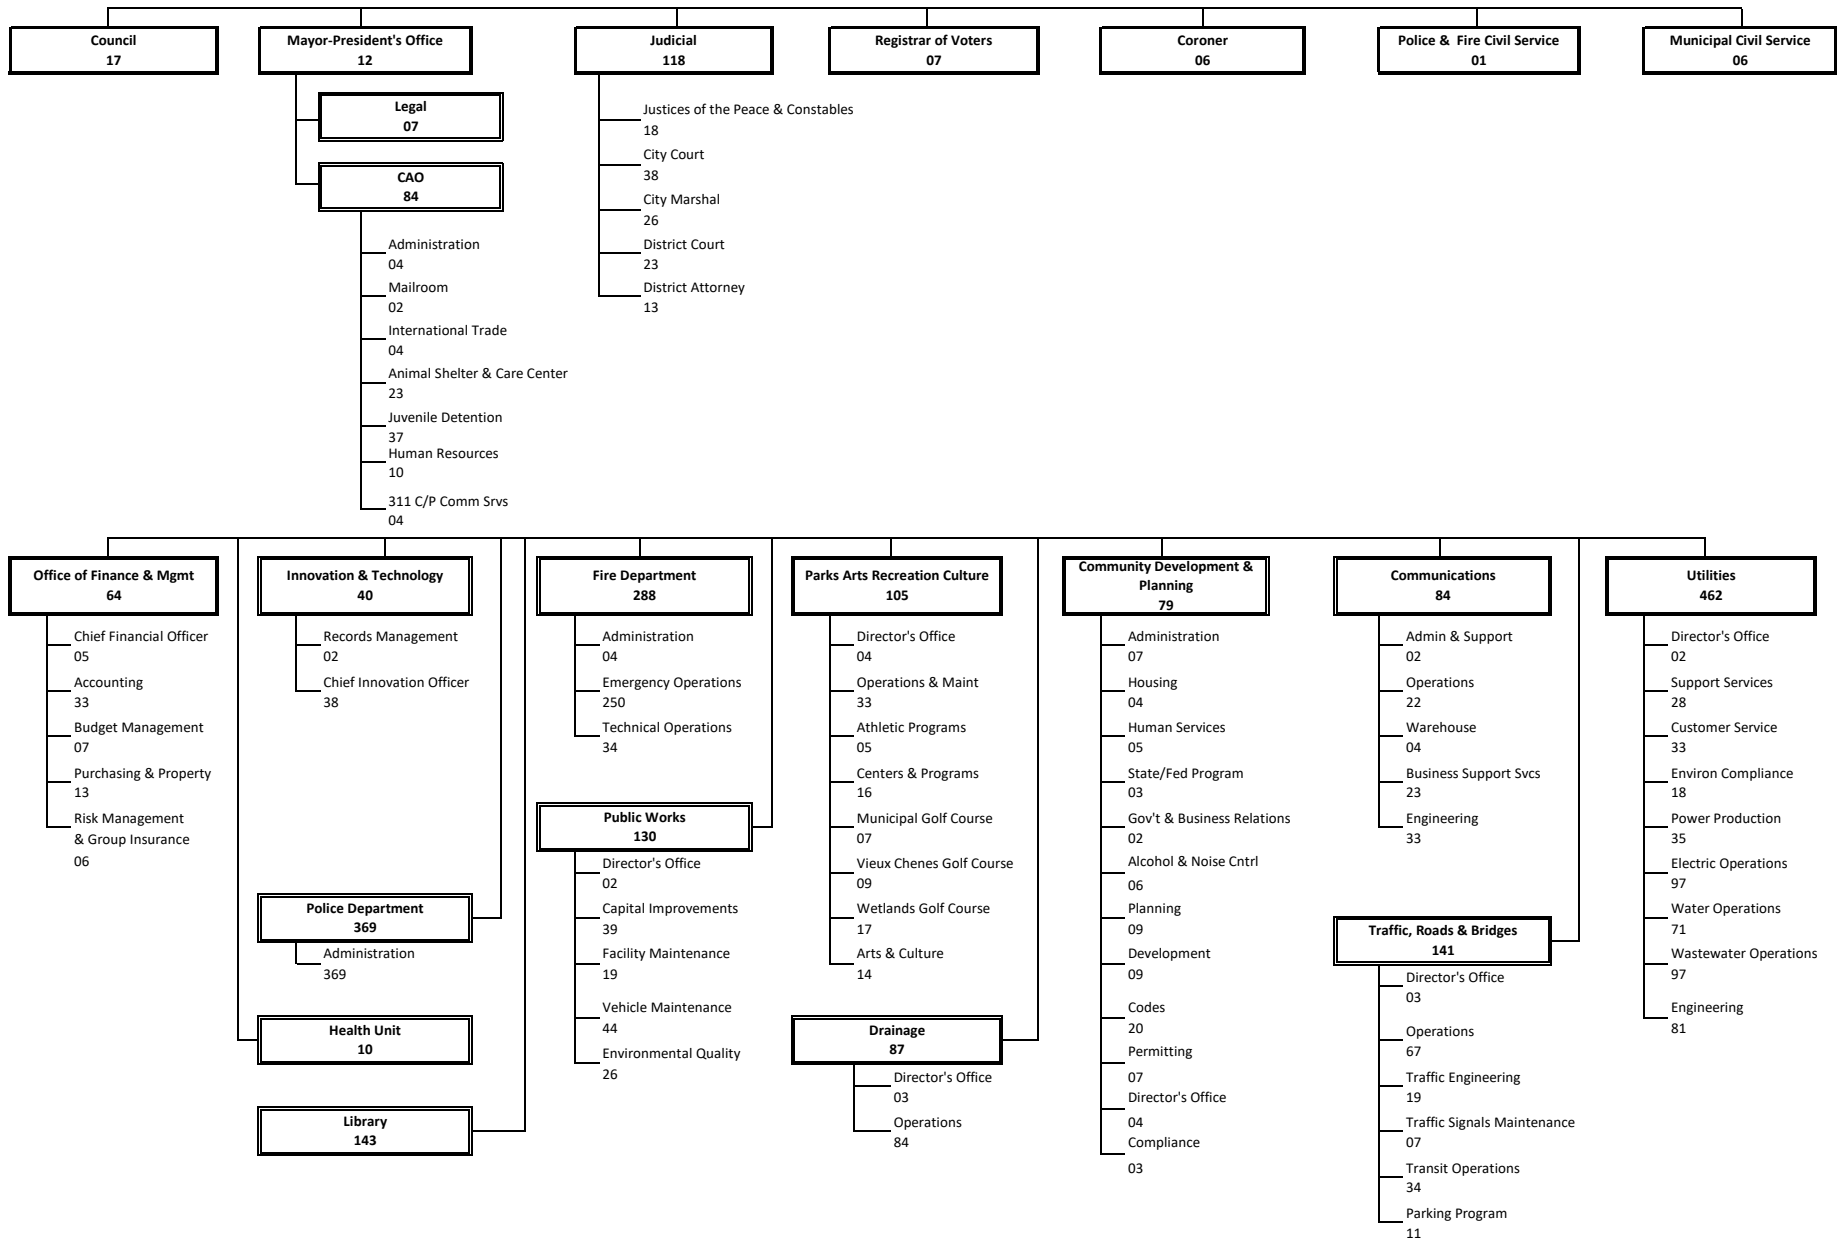 Council
17
Mayor-President's Office
12
Judicial
118
Registrar of Voters
07
Coroner
06
Police & Fire Civil Service
01
Municipal Civil Service
06
Legal
07
CAO
84
Administration
04
Mailroom
02
International Trade
04
Animal Shelter & Care Center
23
Juvenile Detention
37
Human Resources
10
311 C/P Comm Srvs
04
Justices of the Peace & Constables
18
City Court
38
City Marshal
26
District Court
23
District Attorney
13
Office of Finance & Mgmt
64
Chief Financial Officer
05
Accounting
33
Budget Management
07
Purchasing & Property
13
Risk Management
& Group Insurance
06
Innovation & Technology
40
Records Management
02
Chief Innovation Officer
38
Police Department
369
Administration
369
Health Unit
10
Library
143
Fire Department
288
Administration
04
Emergency Operations
250
Technical Operations
34
Public Works
130
Director's Office
02
Capital Improvements
39
Facility Maintenance
19
Vehicle Maintenance
44
Environmental Quality
26
Parks Arts Recreation Culture
105
Director's Office
04
Operations & Maint
33
Athletic Programs
05
Centers & Programs
16
Municipal Golf Course
07
Vieux Chenes Golf Course
09
Wetlands Golf Course
17
Arts & Culture
14
Drainage
87
Director's Office
03
Operations
84
Community Development &
Planning
79
Administration
07
Housing
04
Human Services
05
State/Fed Program
03
Gov't & Business Relations
02
Alcohol & Noise Cntrl
06
Planning
09
Development
09
Codes
20
Permitting
07
Director's Office
04
Compliance
03
Communications
84
Admin & Support
02
Operations
22
Warehouse
04
Business Support Svcs
23
Engineering
33
Traffic, Roads & Bridges
141
Director's Office
03
Operations
67
Traffic Engineering
19
Traffic Signals Maintenance
07
Transit Operations
34
Parking Program
11
Utilities
462
Director's Office
02
Support Services
28
Customer Service
33
Environ Compliance
18
Power Production
35
Electric Operations
97
Water Operations
71
Wastewater Operations
97
Engineering
81